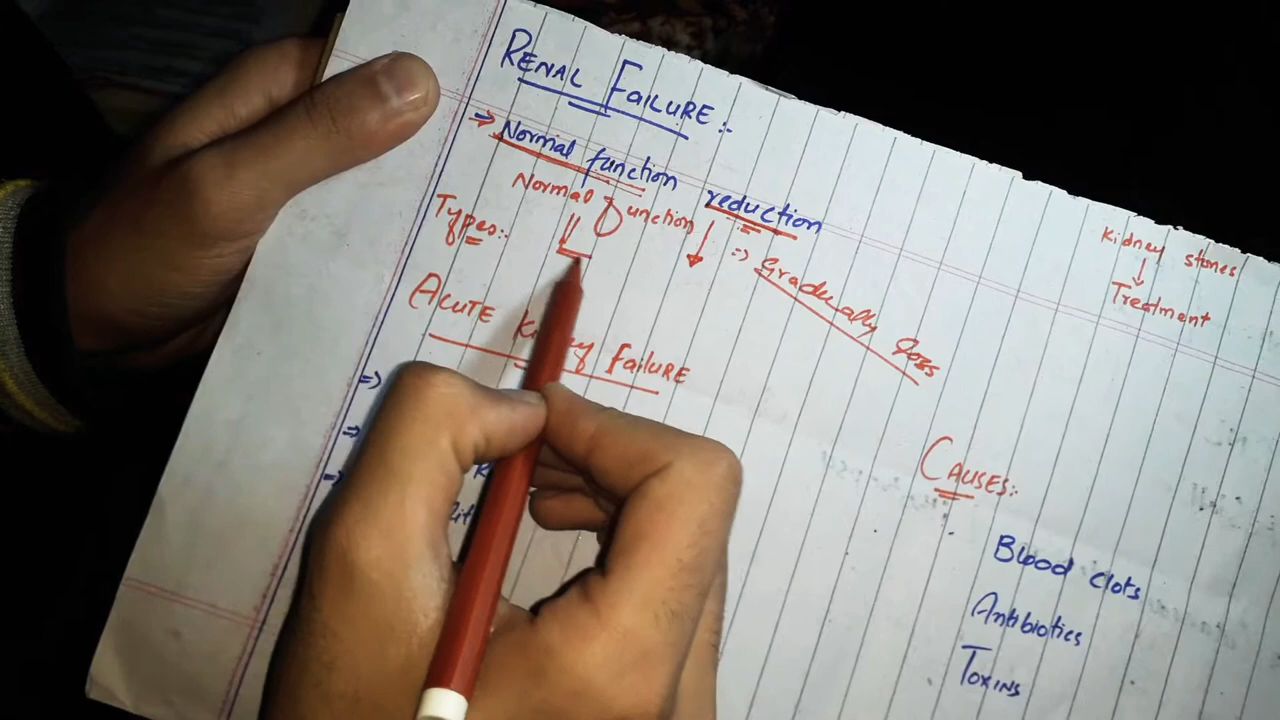 RENAL FAILURE :-
=> Normal function reduction
Normal function
Types :-
=> Gradually loss
Kidney stones
↓
Treatment
ACUTE Kidney failure
=>
=>
=>
CAUSES :-
Blood clots
Antibiotics
Toxins